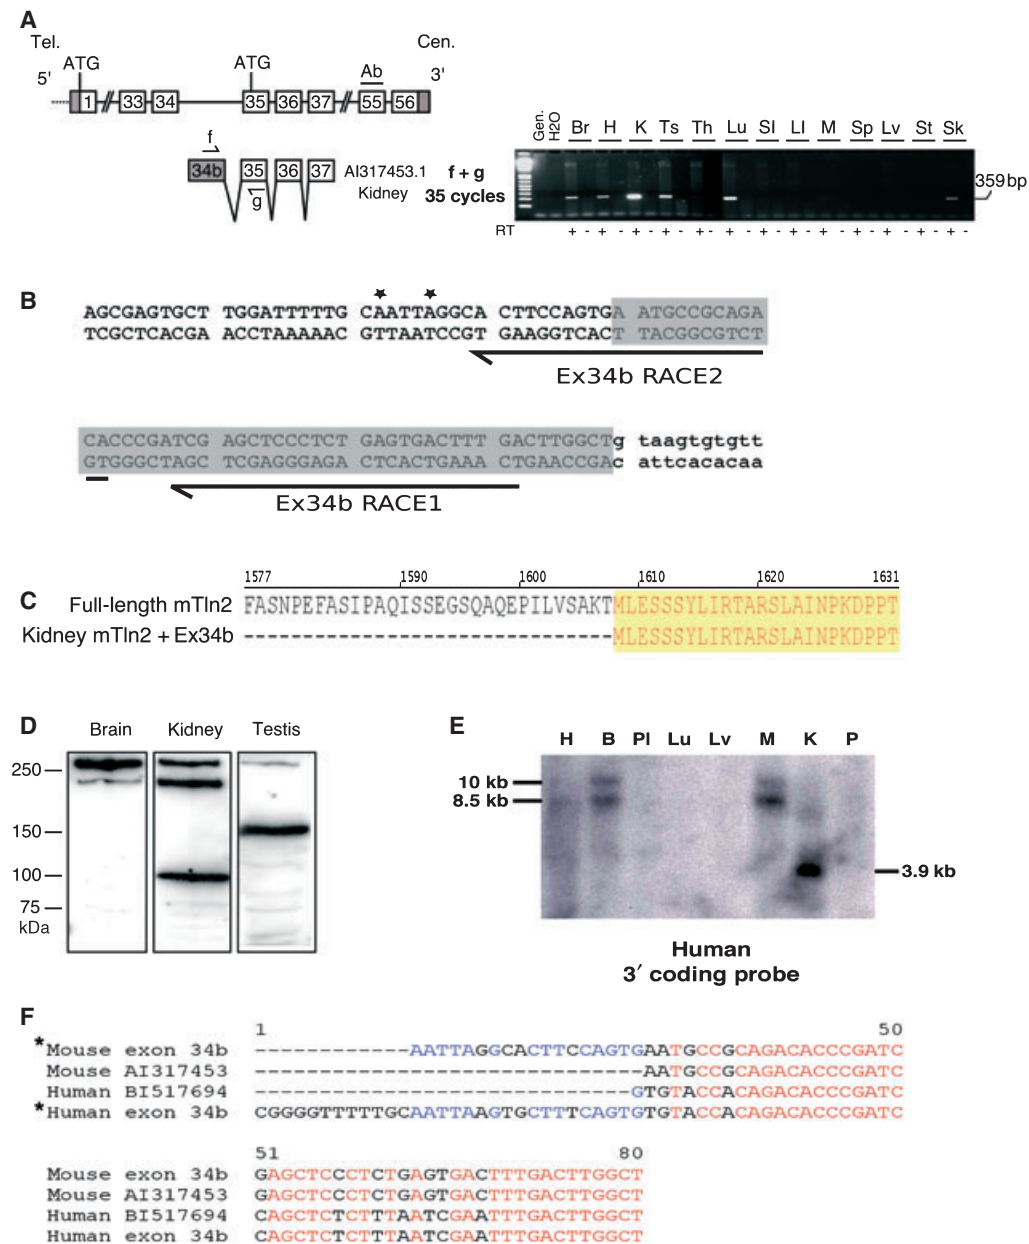 A
Tel. Cen.
ATG ATG Ab
5' 3'
1 33 34 35 36 37 55 56
f
34b 35 36 37 AI317453.1 f + g
g Kidney 35 cycles
Gen. H2O Br H K Ts Th Lu SI LI M Sp Lv St Sk
359 bp
RT + - + - + - + - + - + - + - + - + - + - + - + - + -
B
AGCGAGTGCT TGGATTTTTG CAATTAGGCA CTTCCAGTGA ATGCCGCAGA
TCGCTCACGA ACCTAAAAAC GTTAATCCGT GAAGGTCACT TACGGCGTCT
Ex34b RACE2
CACCCGATCG AGCTCCCTCT GAGTGACTTT GACTTGGCTg taagtgtgtt
GTGGGCTAGC TCGAGGGAGA CTCACTGAAA CTGAACCGAc attcacacaa
Ex34b RACE1
1577 1590 1600 1610 1620 1631
C Full-length mTln2 FASNPEFASIPAQISSEGSQAQEPILVSAKTMLESSSYLIRTARSLAINPKDPPT
Kidney mTln2 + Ex34b -------------------------------MLESSSYLIRTARSLAINPKDPPT
D Brain Kidney Testis
250
150
100
75
kDa
E H B Pl Lu Lv M K P
10 kb
8.5 kb
3.9 kb
Human
3′ coding probe
F
1 50
*Mouse exon 34b ------------AATTAGGCACTTCCAGTGAATGCCGCAGACACCCGATC
Mouse AI317453 ------------------------------AATGCCGCAGACACCCGATC
Human BI517694 -----------------------------GTGTACCACAGACACCCGATC
*Human exon 34b CGGGGTTTTTGCAATTAAGTGCTTTCAGTGTGTACCACAGACACCCGATC
51 80
Mouse exon 34b GAGCTCCCTCTGAGTGACTTTGACTTGGCT
Mouse AI317453 GAGCTCCCTCTGAGTGACTTTGACTTGGCT
Human BI517694 CAGCTCTCTTTAATCGAATTTGACTTGGCT
Human exon 34b CAGCTCTCTTTAATCGAATTTGACTTGGCT